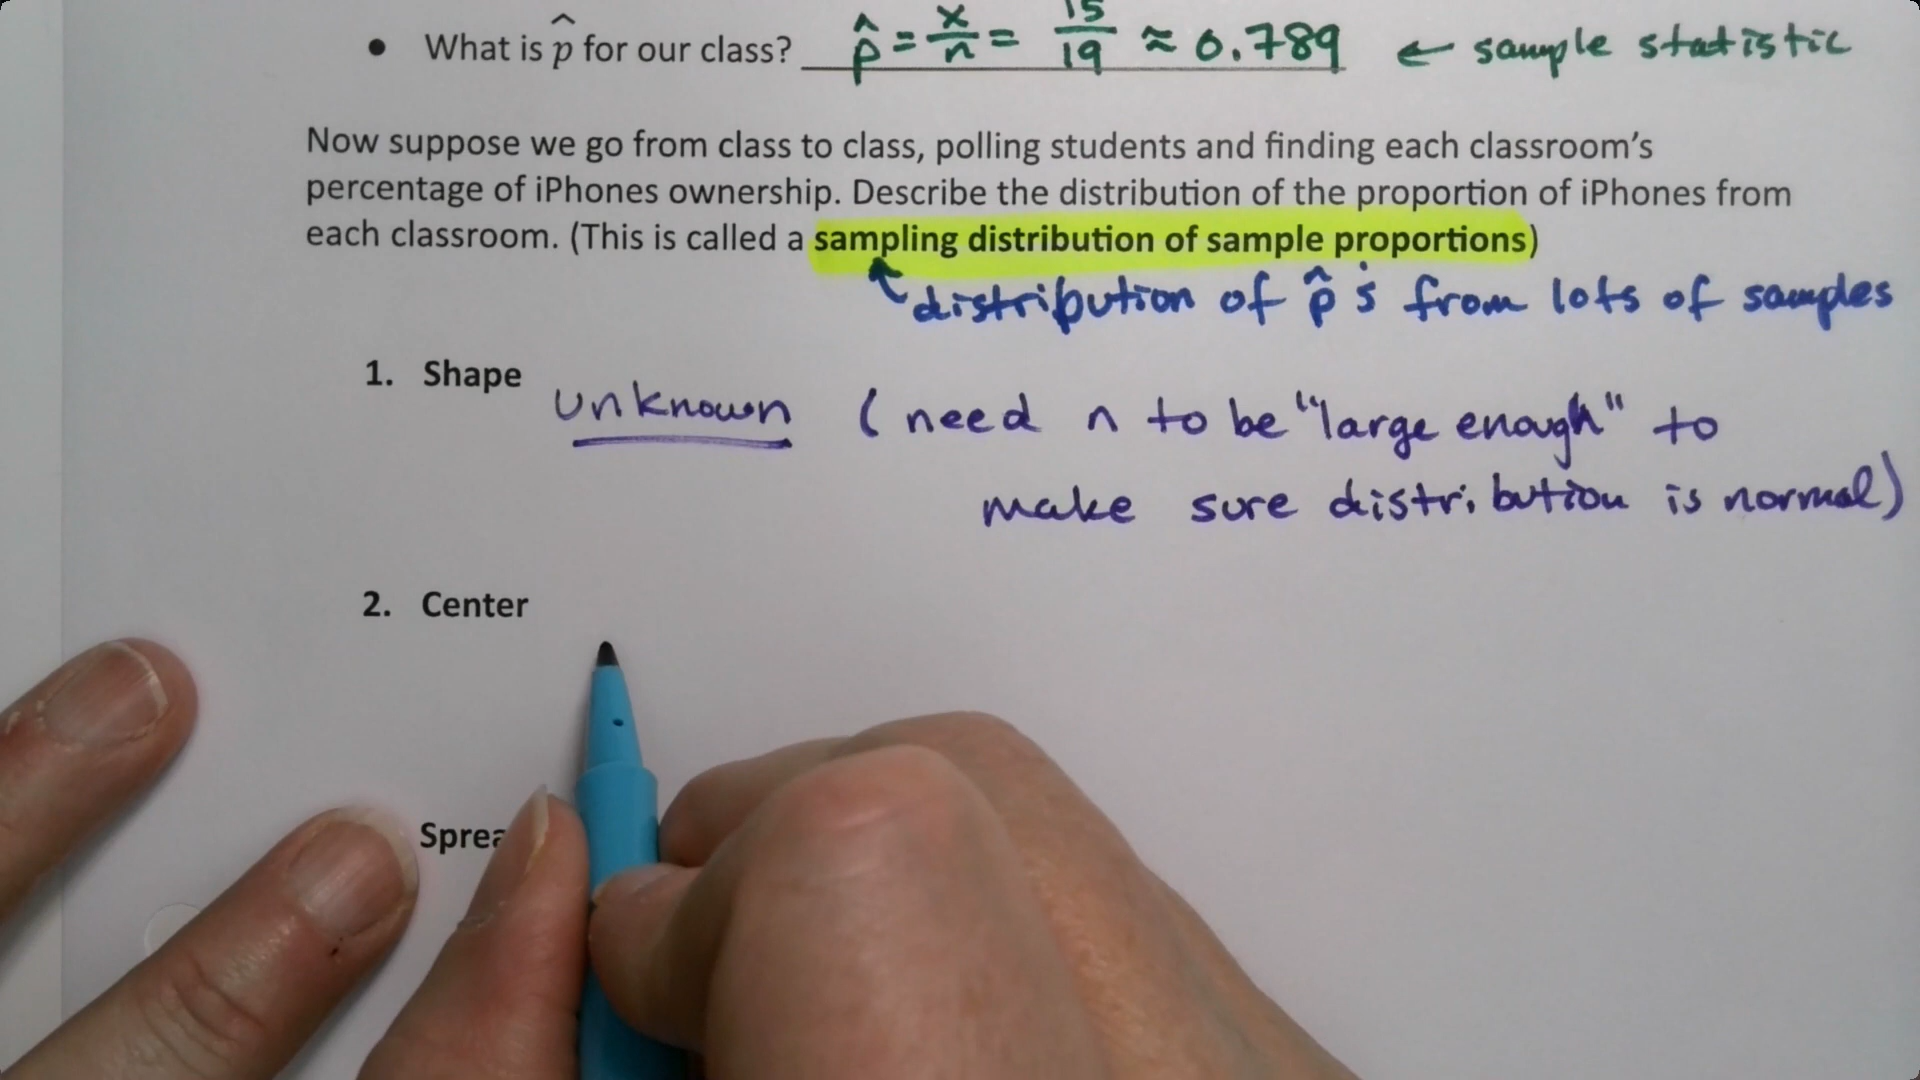 • What is p̂ for our class? p̂ = x/n = 15/19 ≈ 0.789 ← sample statistic
Now suppose we go from class to class, polling students and finding each classroom’s
percentage of iPhones ownership. Describe the distribution of the proportion of iPhones from
each classroom. (This is called a sampling distribution of sample proportions)
distribution of p̂'s from lots of samples
1. Shape unknown (need n to be "large enough" to
make sure distribution is normal)
2. Center
Sprea